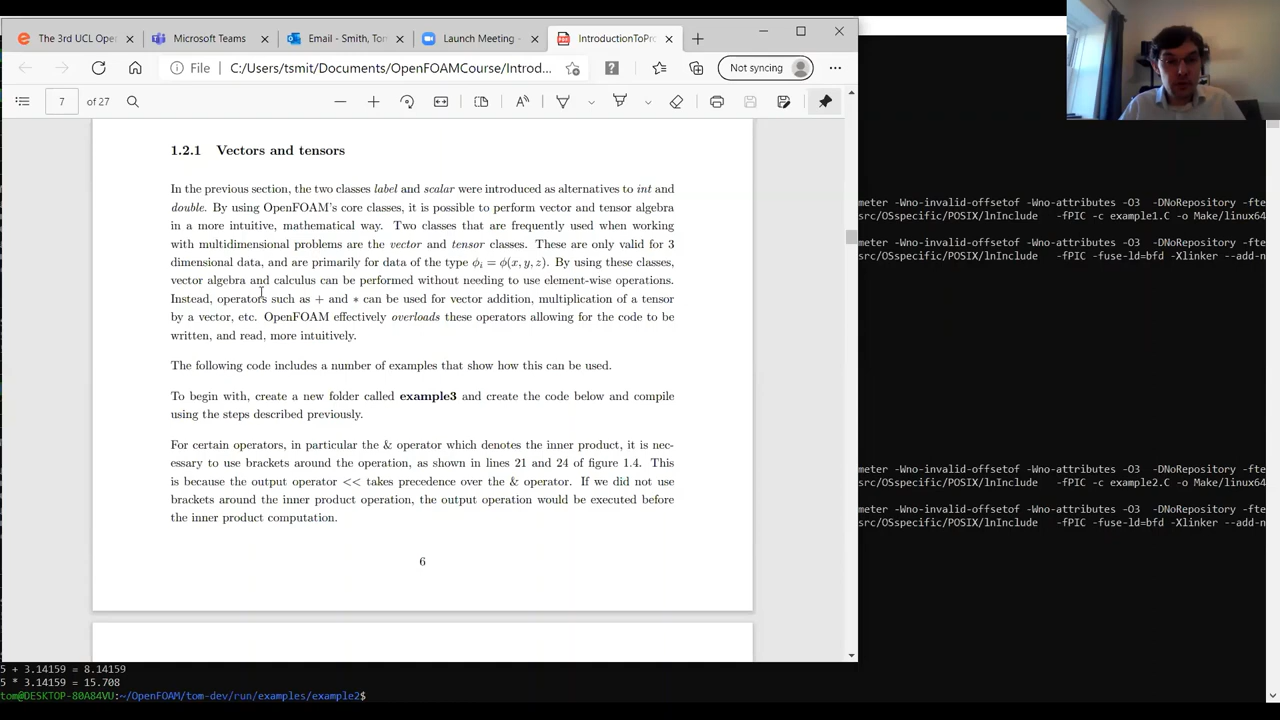 The 3rd UCL Open
Microsoft Teams
Email - Smith, Tom
Launch Meeting -
IntroductionToPro
File
C:/Users/tsmit/Documents/OpenFOAMCourse/Introd...
Not syncing
7 of 27
1.2.1 Vectors and tensors
In the previous section, the two classes label and scalar were introduced as alternatives to int and
double. By using OpenFOAM's core classes, it is possible to perform vector and tensor algebra
in a more intuitive, mathematical way. Two classes that are frequently used when working
with multidimensional problems are the vector and tensor classes. These are only valid for 3
dimensional data, and are primarily for data of the type ϕi = ϕ(x, y, z). By using these classes,
vector algebra and calculus can be performed without needing to use element-wise operations.
Instead, operators such as + and * can be used for vector addition, multiplication of a tensor
by a vector, etc. OpenFOAM effectively overloads these operators allowing for the code to be
written, and read, more intuitively.
The following code includes a number of examples that show how this can be used.
To begin with, create a new folder called example3 and create the code below and compile
using the steps described previously.
For certain operators, in particular the & operator which denotes the inner product, it is nec-
essary to use brackets around the operation, as shown in lines 21 and 24 of figure 1.4. This
is because the output operator << takes precedence over the & operator. If we did not use
brackets around the inner product operation, the output operation would be executed before
the inner product computation.
6
meter -Wno-invalid-offsetof -Wno-attributes -O3 -DNoRepository -fte
src/OSspecific/POSIX/lnInclude -fPIC -c example1.C -o Make/linux64
meter -Wno-invalid-offsetof -Wno-attributes -O3 -DNoRepository -fte
src/OSspecific/POSIX/lnInclude -fPIC -fuse-ld=bfd -Xlinker --add-n
meter -Wno-invalid-offsetof -Wno-attributes -O3 -DNoRepository -fte
src/OSspecific/POSIX/lnInclude -fPIC -c example2.C -o Make/linux64
meter -Wno-invalid-offsetof -Wno-attributes -O3 -DNoRepository -fte
src/OSspecific/POSIX/lnInclude -fPIC -fuse-ld=bfd -Xlinker --add-n
5 + 3.14159 = 8.14159
5 * 3.14159 = 15.708
tom@DESKTOP-80A84VU:~/OpenFOAM/tom-dev/run/examples/example2$